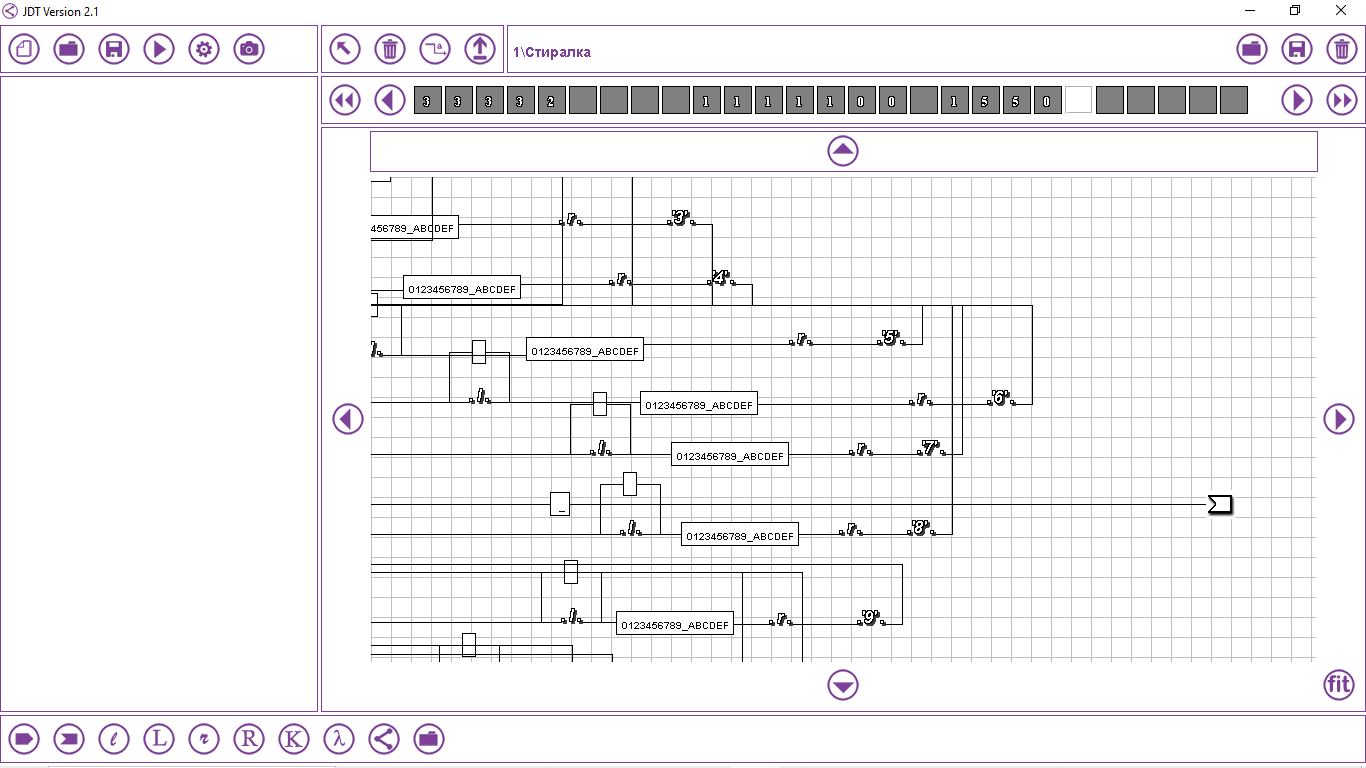 JDT Version 2.1
1\Стиралка
3 3 3 3 2 1 1 1 1 1 0 0 1 5 5 0
456789_ABCDEF .r. '3'
0123456789_ABCDEF .r. '4'
l. 0123456789_ABCDEF .r. '5'
.l. 0123456789_ABCDEF .r. '6'
.l. 0123456789_ABCDEF .r. '7'
_
.l. 0123456789_ABCDEF .r. '8'
.l. 0123456789_ABCDEF .r. '9'
fit
l L r R K λ